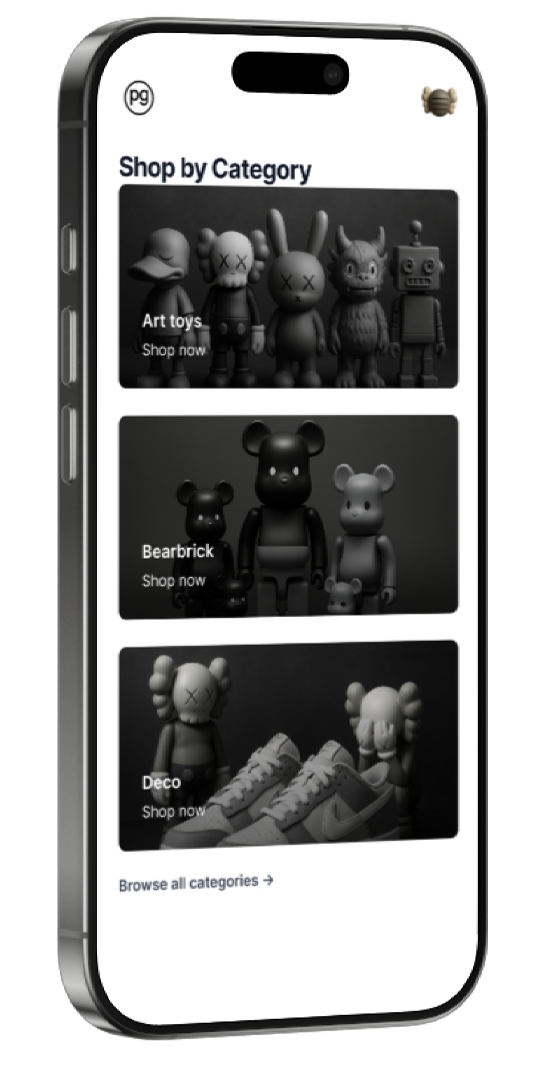 pg
Shop by Category
Art toys
Shop now
Bearbrick
Shop now
Deco
Shop now
Browse all categories →